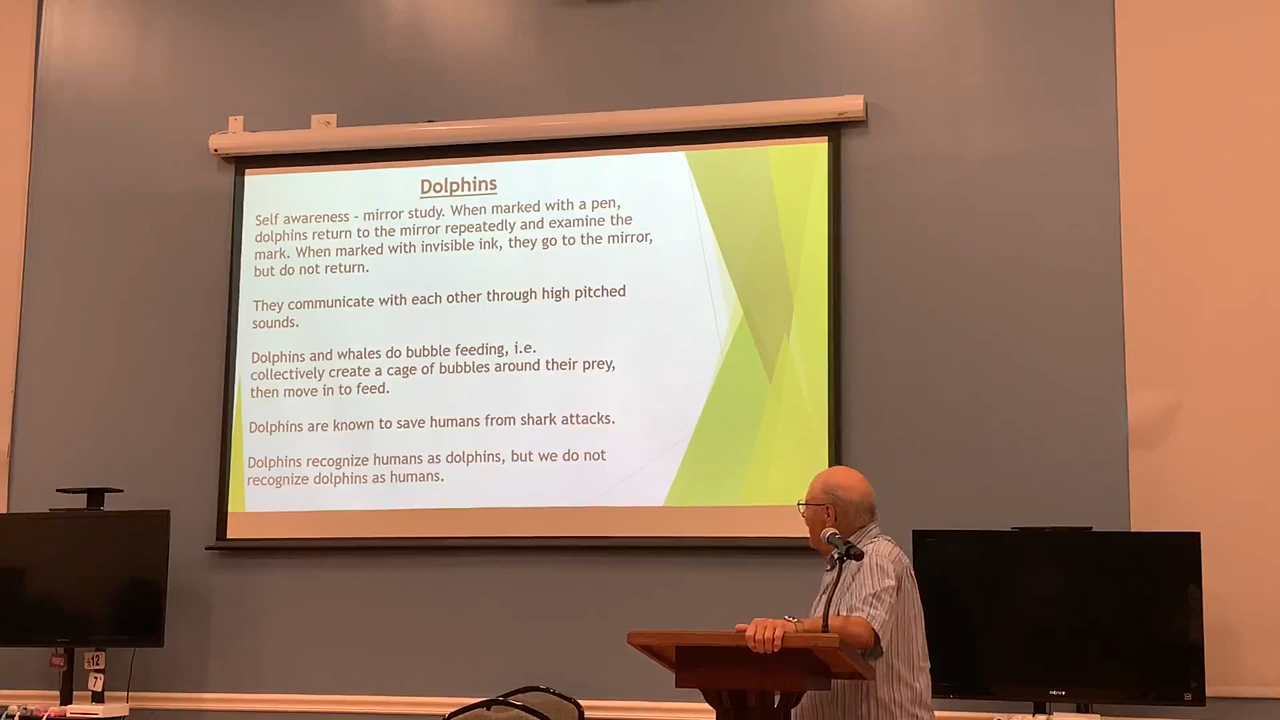 Dolphins
Self awareness - mirror study. When marked with a pen,
dolphins return to the mirror repeatedly and examine the
mark. When marked with invisible ink, they go to the mirror,
but do not return.
They communicate with each other through high pitched
sounds.
Dolphins and whales do bubble feeding, i.e.
collectively create a cage of bubbles around their prey,
then move in to feed.
Dolphins are known to save humans from shark attacks.
Dolphins recognize humans as dolphins, but we do not
recognize dolphins as humans.
12
7
SONY